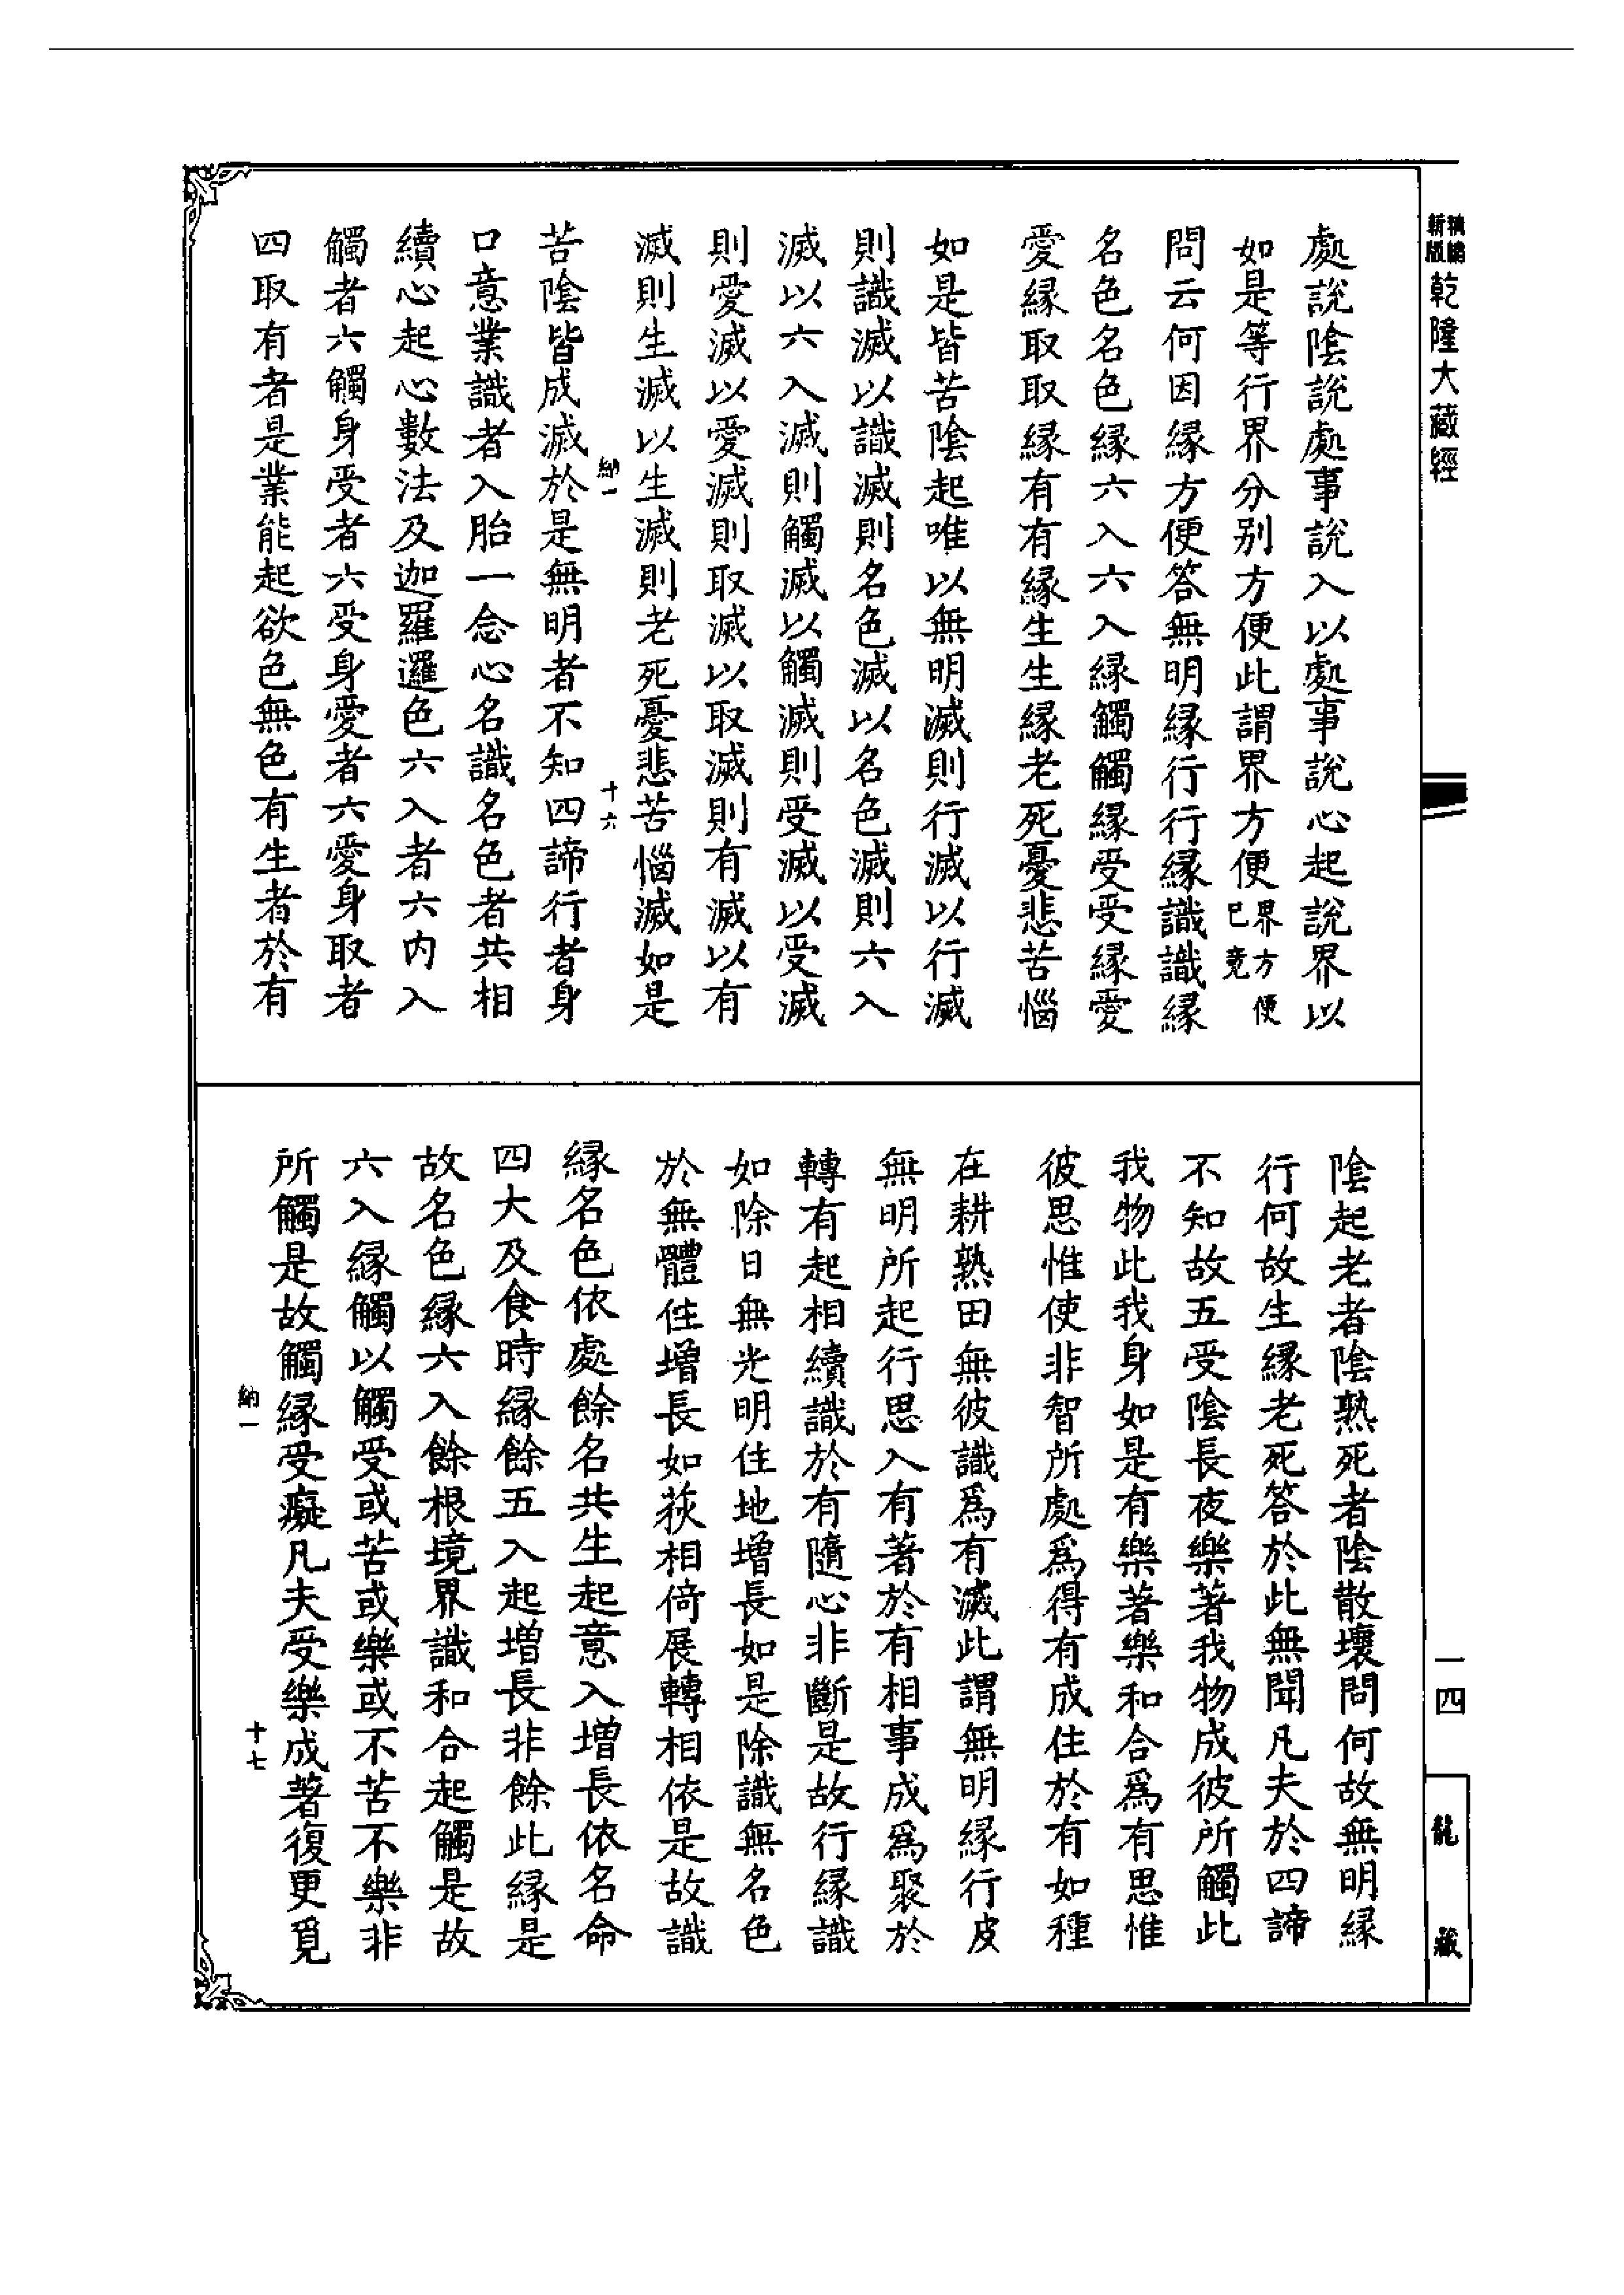 精編新版
乾隆大藏經
處說陰說處事說入以處事說心起說界以
如是等行界分别方便此謂界方便界方便已竟
問云何因縁方便答無明縁行行縁識識縁
名色名色縁六入六入縁觸觸縁受受縁愛
愛縁取取縁有有縁生生縁老死憂悲苦惱
如是皆苦陰起唯以無明滅則行滅以行滅
則識滅以識滅則名色滅以名色滅則六入
滅以六入滅則觸滅以觸滅則受滅以受滅
則愛滅以愛滅則取滅以取滅則有滅以有
滅則生滅以生滅則老死憂悲苦惱滅如是
納一 十六
苦陰皆成滅於是無明者不知四諦行者身
口意業識者入胎一念心名識名色者共相
續心起心數法及迦羅邏色六入者六内入
觸者六觸身受者六受身愛者六愛身取者
四取有者是業能起欲色無色有生者於有
陰起老者陰熟死者陰散壞問何故無明縁
行何故生縁老死答於此無聞凡夫於四諦
不知故五受陰長夜樂著我物成彼所觸此
我物此我身如是有樂著樂和合爲有思惟
彼思惟使非智所處爲得有成住於有如種
在耕熟田無彼識爲有滅此謂無明縁行皮
無明所起行思入有著於有相事成爲聚於
轉有起相續識於有隨心非斷是故行縁識
如除日無光明住地增長如是除識無名色
於無體住增長如荻相倚展轉相依是故識
縁名色依處餘名共生起意入增長依名命
四大及食時縁餘五入起增長非餘此縁是
故名色縁六入餘根境界識和合起觸是故
六入縁觸以觸受或苦或樂或不苦不樂非
所觸是故觸縁受癡凡夫受樂成著復更覓
納一 十七
一四
龍藏